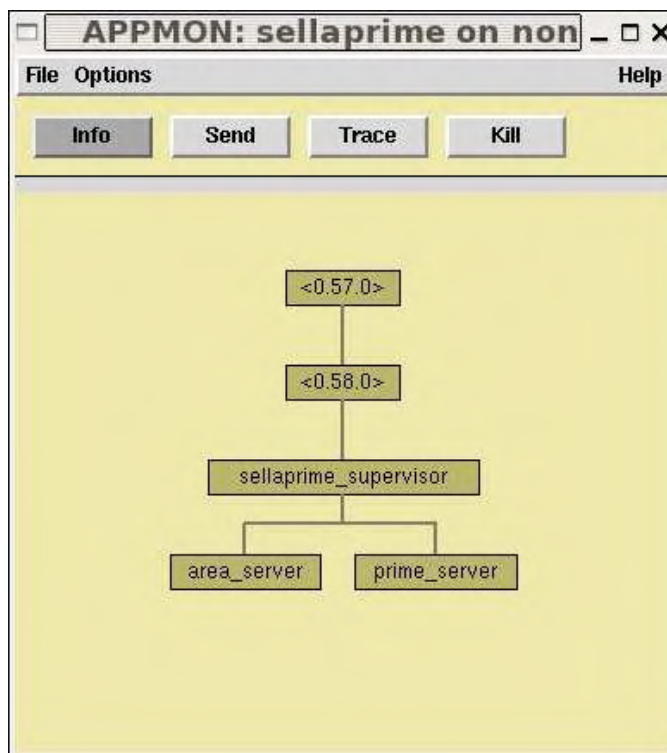 APPMON: sellaprime on non
File Options Help
Info Send Trace Kill
<0.57.0>
<0.58.0>
sellaprime_supervisor
area_server prime_server